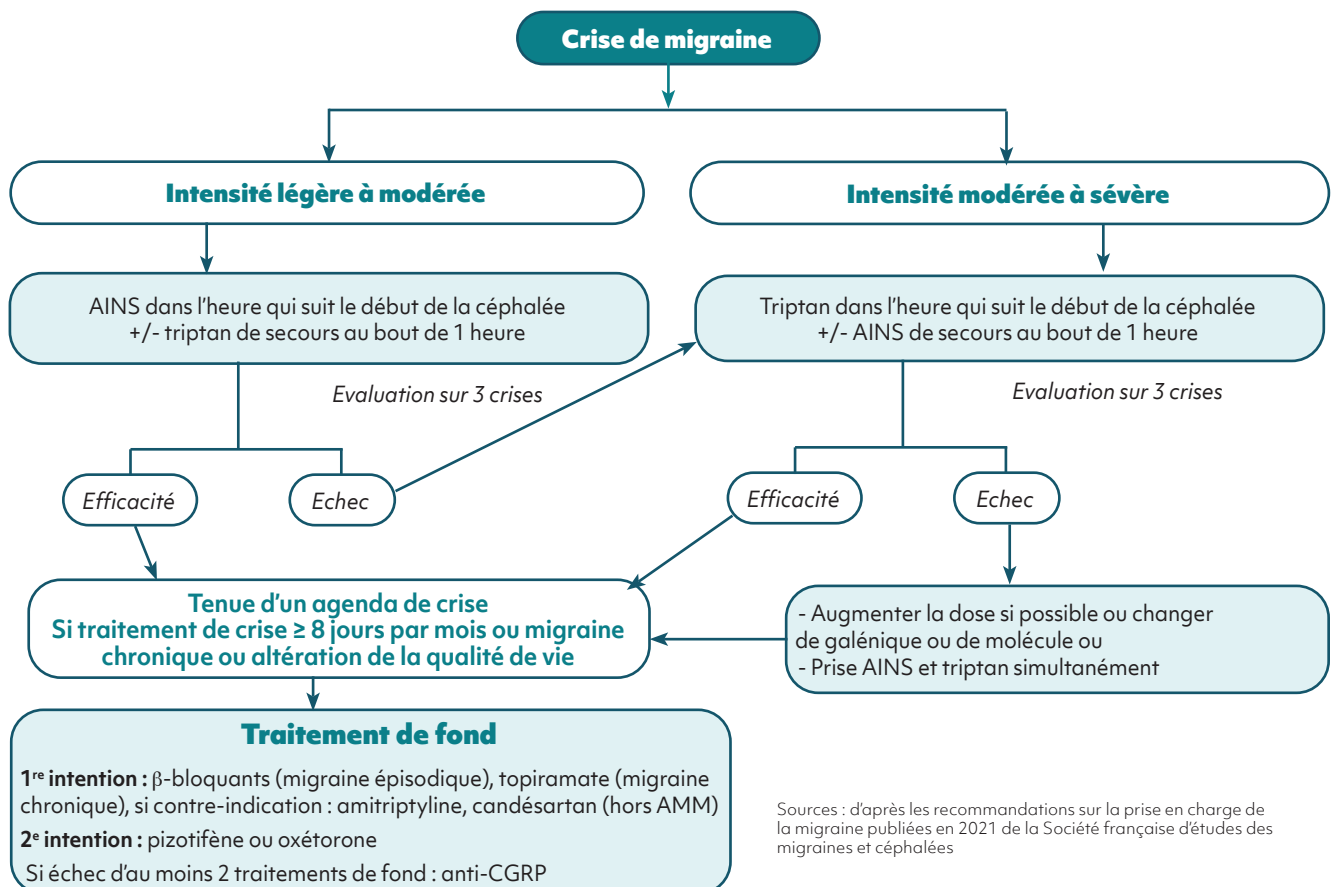 Crise de migraine
Intensité légère à modérée
Intensité modérée à sévère
AINS dans l'heure qui suit le début de la céphalée
+/- triptan de secours au bout de 1 heure
Triptan dans l'heure qui suit le début de la céphalée
+/- AINS de secours au bout de 1 heure
Evaluation sur 3 crises
Evaluation sur 3 crises
Efficacité
Echec
Efficacité
Echec
Tenue d'un agenda de crise
Si traitement de crise ≥ 8 jours par mois ou migraine
chronique ou altération de la qualité de vie
- Augmenter la dose si possible ou changer
de galénique ou de molécule ou
- Prise AINS et triptan simultanément
Traitement de fond
1re intention : β-bloquants (migraine épisodique), topiramate (migraine
chronique), si contre-indication : amitriptyline, candésartan (hors AMM)
2e intention : pizotifène ou oxétorone
Si échec d'au moins 2 traitements de fond : anti-CGRP
Sources : d'après les recommandations sur la prise en charge de
la migraine publiées en 2021 de la Société française d'études des
migraines et céphalées